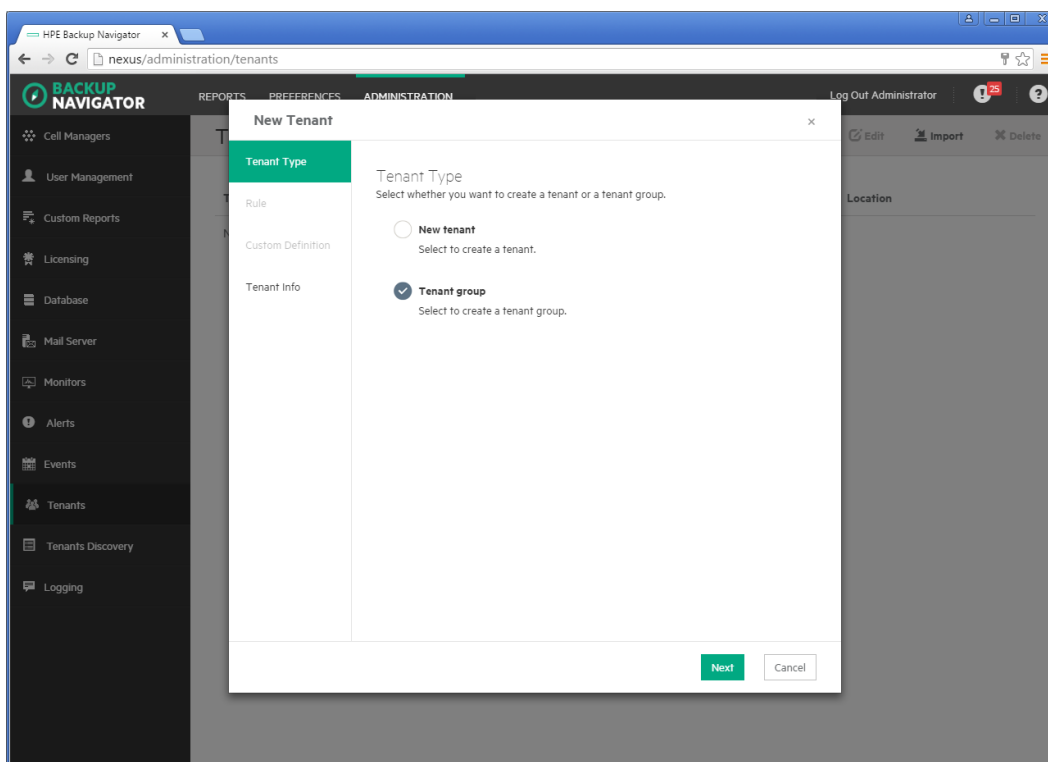 HPE Backup Navigator
nexus/administration/tenants
BACKUP
NAVIGATOR
REPORTS PREFERENCES ADMINISTRATION
Log Out Administrator 25
Cell Managers
User Management
Custom Reports
Licensing
Database
Mail Server
Monitors
Alerts
Events
Tenants
Tenants Discovery
Logging
Edit Import Delete
Location
New Tenant
Tenant Type
Rule
Custom Definition
Tenant Info
Tenant Type
Select whether you want to create a tenant or a tenant group.
New tenant
Select to create a tenant.
Tenant group
Select to create a tenant group.
Next Cancel